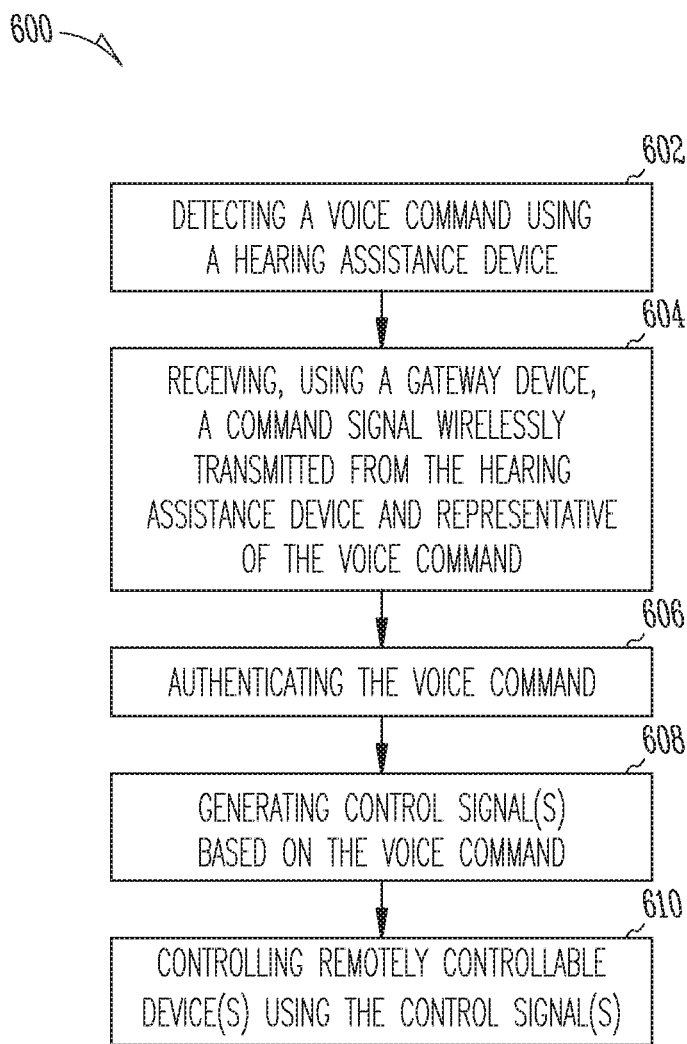 600
602
DETECTING A VOICE COMMAND USING
A HEARING ASSISTANCE DEVICE
604
RECEIVING, USING A GATEWAY DEVICE,
A COMMAND SIGNAL WIRELESSLY
TRANSMITTED FROM THE HEARING
ASSISTANCE DEVICE AND REPRESENTATIVE
OF THE VOICE COMMAND
606
AUTHENTICATING THE VOICE COMMAND
608
GENERATING CONTROL SIGNAL(S)
BASED ON THE VOICE COMMAND
610
CONTROLLING REMOTELY CONTROLLABLE
DEVICE(S) USING THE CONTROL SIGNAL(S)